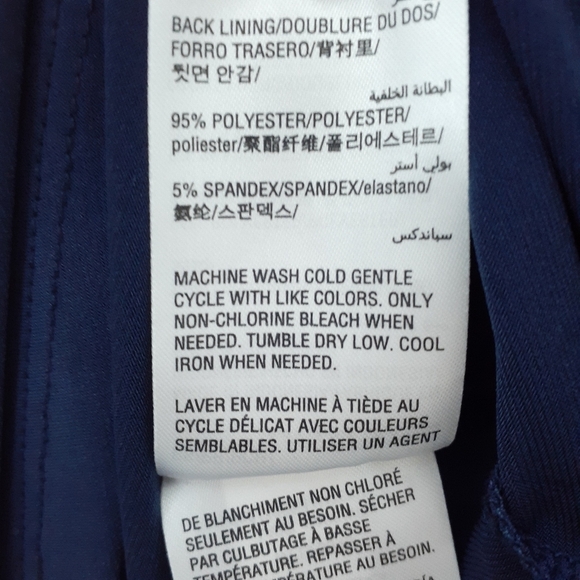 BACK LINING/DOUBLURE DU DOS/
FORRO TRASERO/背衬里/
뒷면 안감/
البطانة الخلفية
95% POLYESTER/POLYESTER/
poliester/聚酯纤维/폴리에스테르/
بولي أستر
5% SPANDEX/SPANDEX/elastano/
氨纶/스판덱스/
سباندكس
MACHINE WASH COLD GENTLE
CYCLE WITH LIKE COLORS. ONLY
NON-CHLORINE BLEACH WHEN
NEEDED. TUMBLE DRY LOW. COOL
IRON WHEN NEEDED.
LAVER EN MACHINE À TIÈDE AU
CYCLE DÉLICAT AVEC COULEURS
SEMBLABLES. UTILISER UN AGENT
DE BLANCHIMENT NON CHLORÉ
SEULEMENT AU BESOIN. SÉCHER
PAR CULBUTAGE À BASSE
TEMPÉRATURE. REPASSER À
TEMPÉRATURE AU BESOIN.